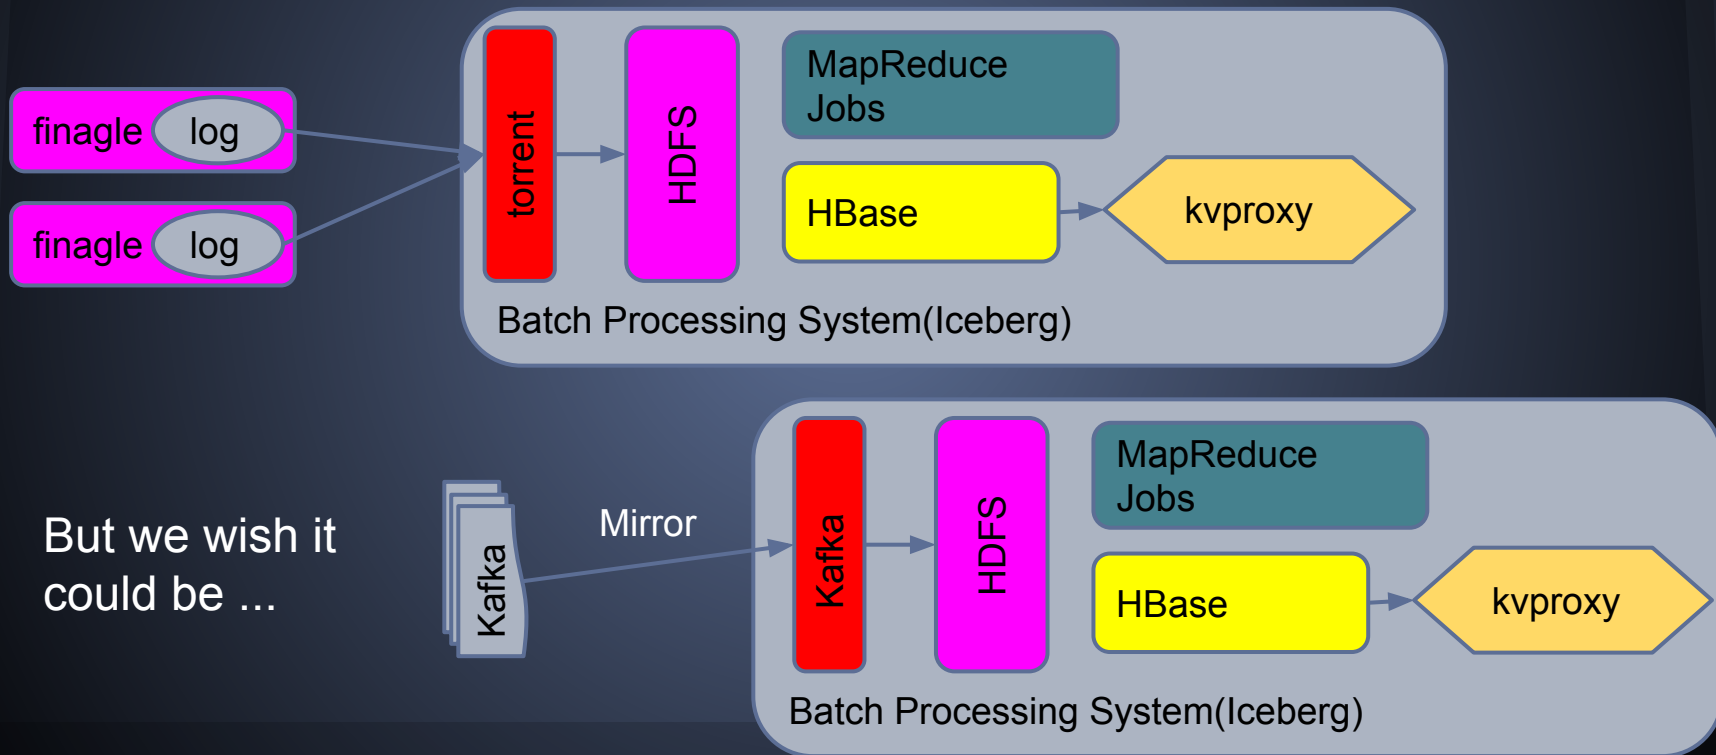 finagle
log
finagle
log
torrent
HDFS
MapReduce
Jobs
HBase
kvproxy
Batch Processing System(Iceberg)
But we wish it
could be ...
Kafka
Mirror
Kafka
HDFS
MapReduce
Jobs
HBase
kvproxy
Batch Processing System(Iceberg)